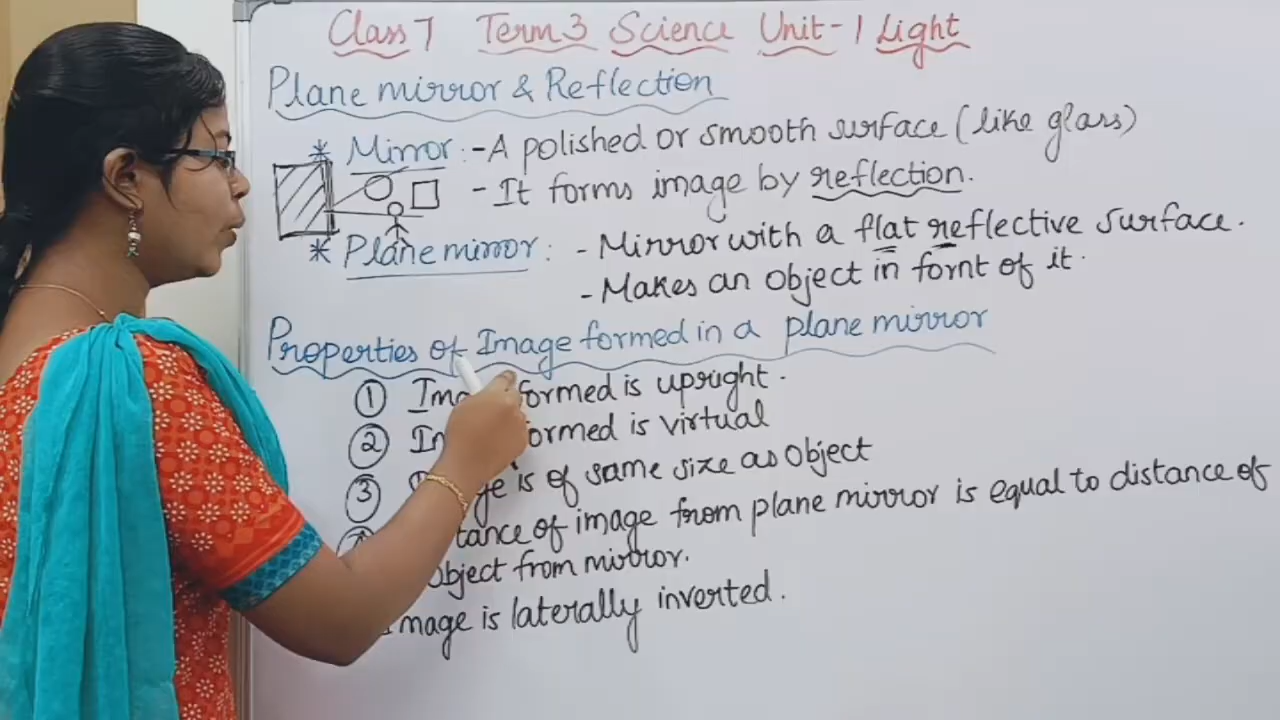 Class 7 Term 3 Science Unit-1 Light
Plane mirror & Reflection
* Mirror :- A polished or smooth surface (like glass)
- It forms image by reflection.
* Plane mirror : - Mirror with a flat reflective surface.
- Makes an object in fornt of it.
Properties of Image formed in a plane mirror
① formed is upright.
② formed is virtual
③ is of same size as Object
of image from plane mirror is equal to distance of
Object from mirror.
Image is laterally inverted.